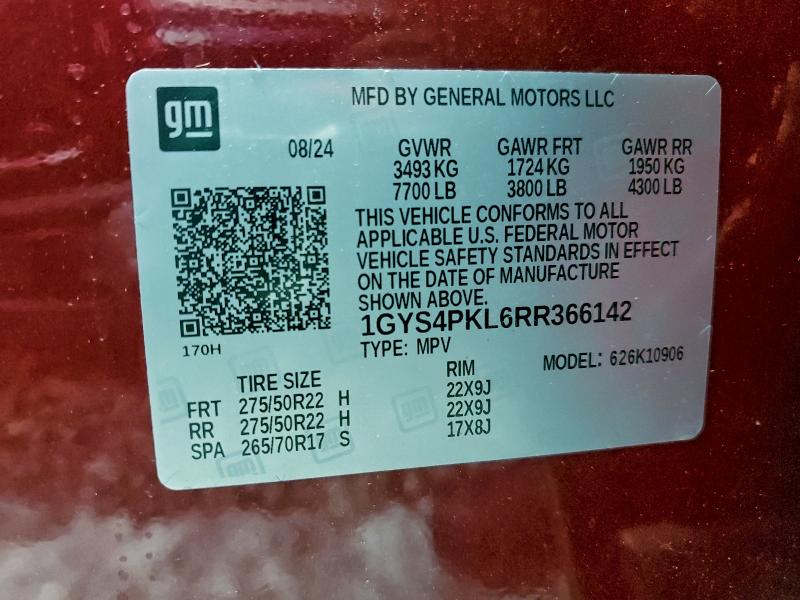 gm
MFD BY GENERAL MOTORS LLC
08/24 GVWR GAWR FRT GAWR RR
3493 KG 1724 KG 1950 KG
7700 LB 3800 LB 4300 LB
THIS VEHICLE CONFORMS TO ALL
APPLICABLE U.S. FEDERAL MOTOR
VEHICLE SAFETY STANDARDS IN EFFECT
ON THE DATE OF MANUFACTURE
SHOWN ABOVE.
1GYS4PKL6RR366142
170H
TYPE: MPV MODEL: 626K10906
TIRE SIZE RIM
FRT 275/50R22 H 22X9J
RR 275/50R22 H 22X9J
SPA 265/70R17 S 17X8J